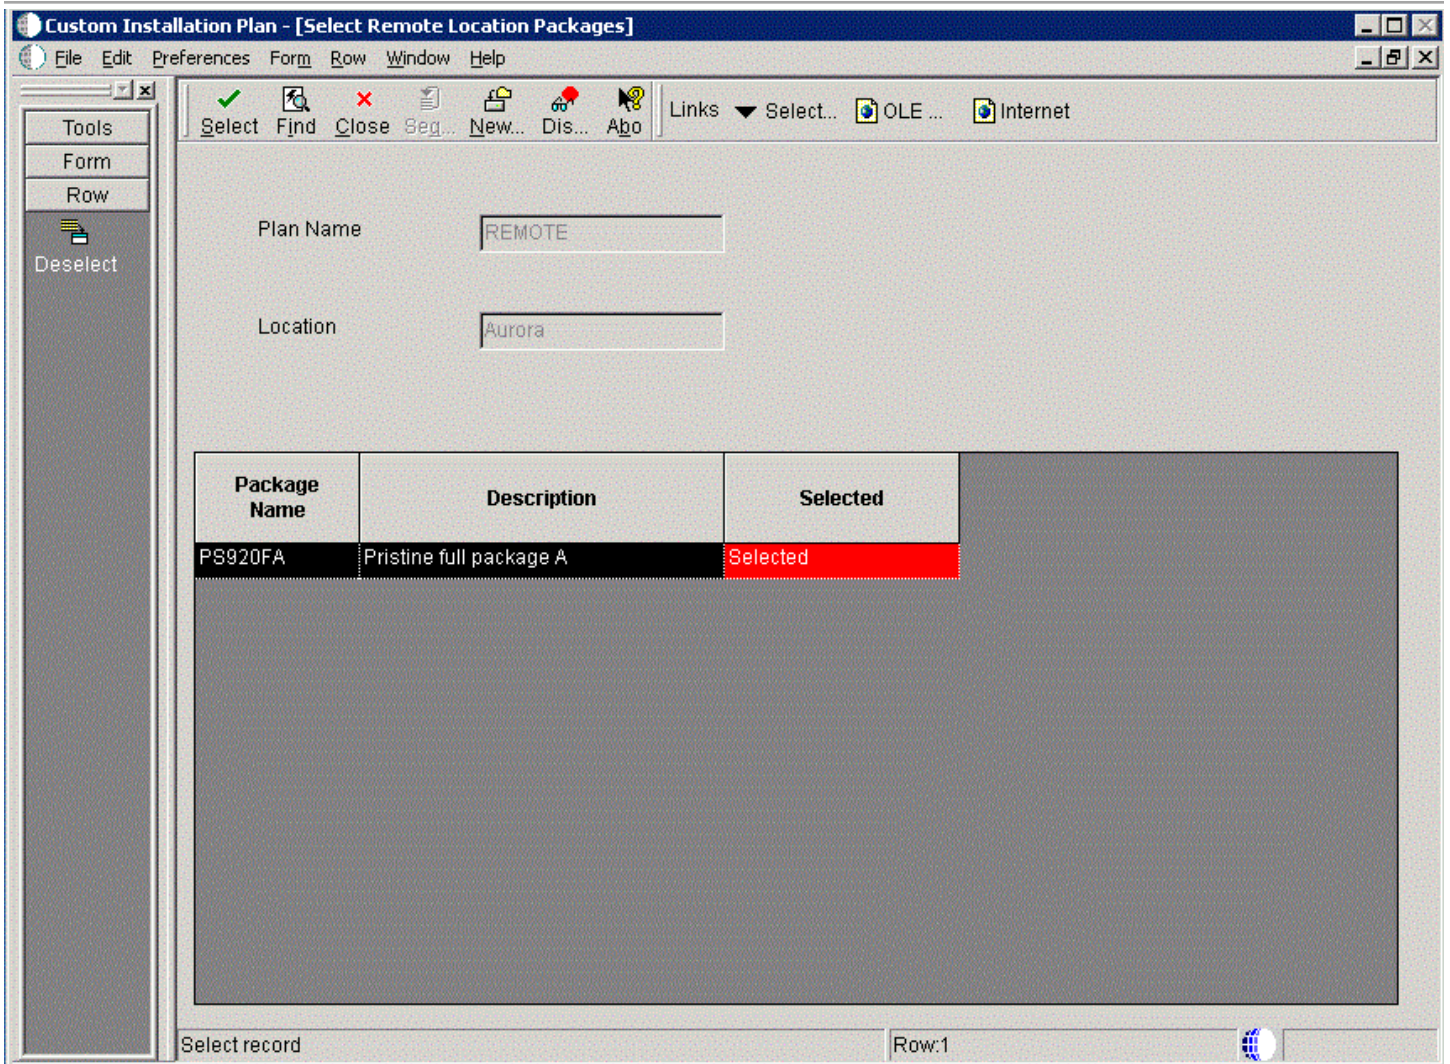 Custom Installation Plan - [Select Remote Location Packages]
File Edit Preferences Form Row Window Help
Tools
Form
Row
Deselect
Select Find Close Seq... New... Dis... Abo
Links Select... OLE ... Internet
Plan Name REMOTE
Location Aurora
Package Name Description Selected
PS920FA Pristine full package A Selected
Select record Row:1